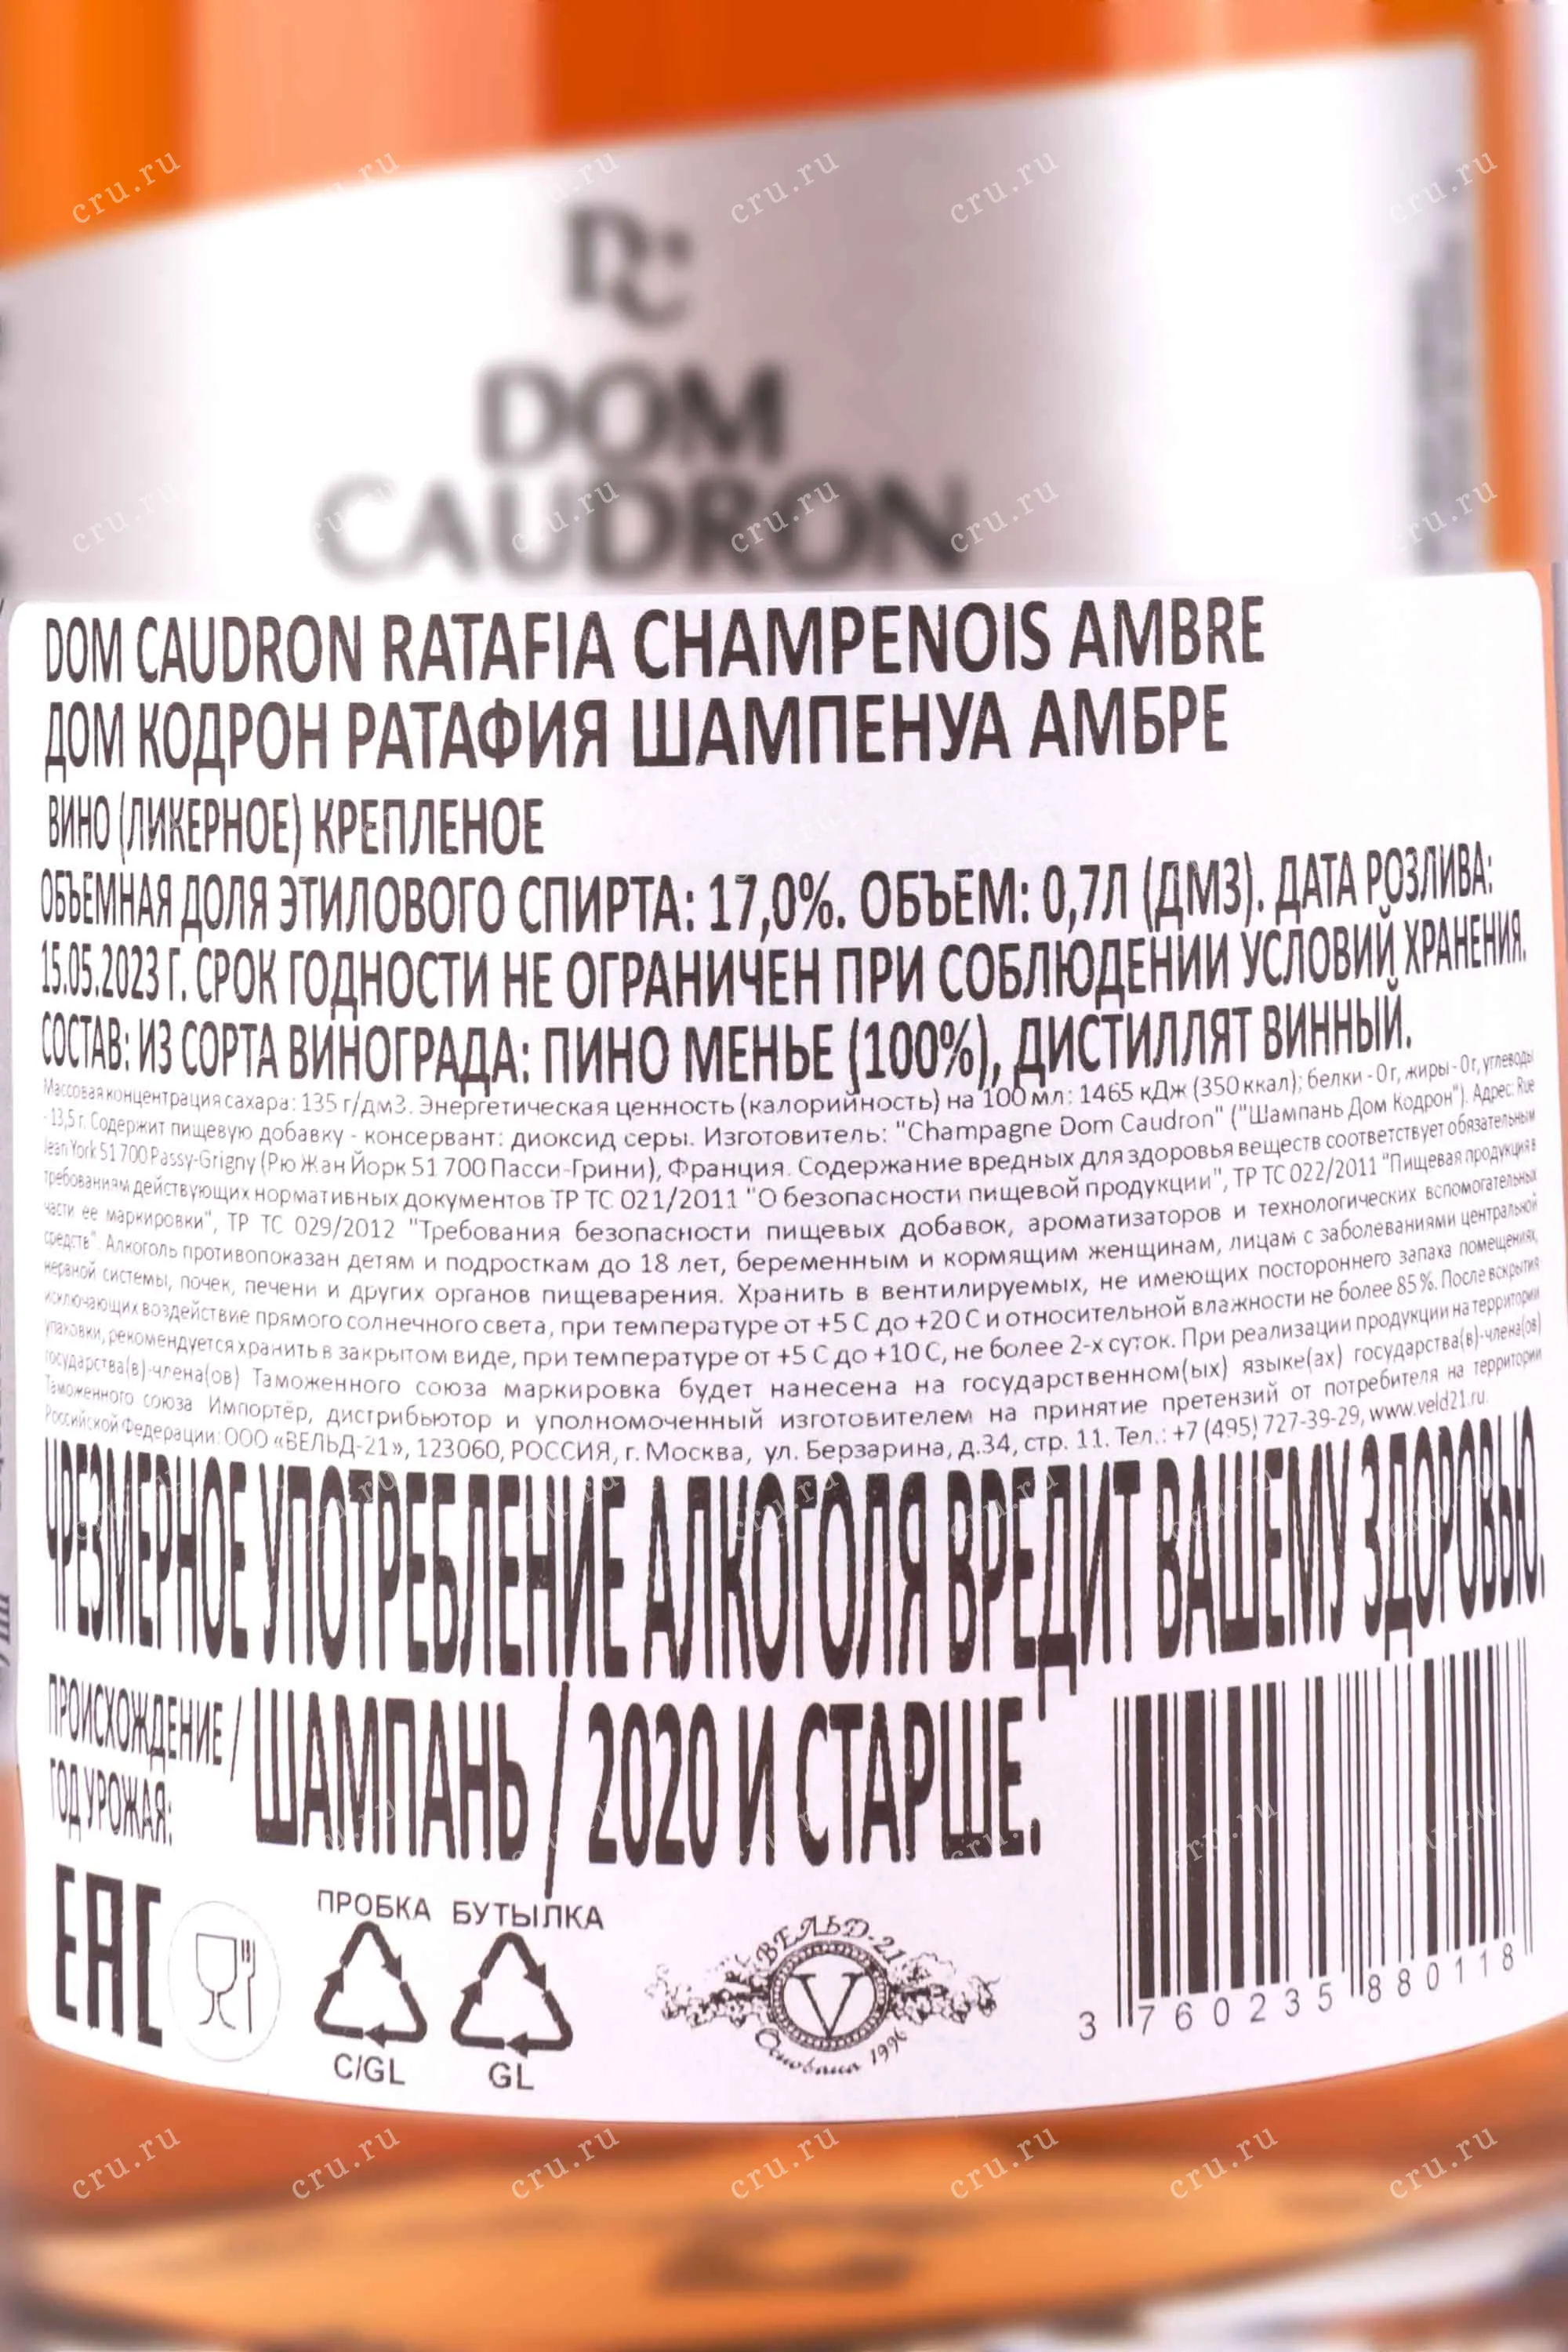 DC
DOM
CAUDRON
DOM CAUDRON RATAFIA CHAMPENOIS AMBRE
ДОМ КОДРОН РАТАФИЯ ШАМПЕНУА АМБРЕ
ВИНО (ЛИКЕРНОЕ) КРЕПЛЕНОЕ
ОБЪЕМНАЯ ДОЛЯ ЭТИЛОВОГО СПИРТА: 17,0%. ОБЪЕМ: 0,7Л (ДМ3). ДАТА РОЗЛИВА:
15.05.2023 Г. СРОК ГОДНОСТИ НЕ ОГРАНИЧЕН ПРИ СОБЛЮДЕНИИ УСЛОВИЙ ХРАНЕНИЯ.
СОСТАВ: ИЗ СОРТА ВИНОГРАДА: ПИНО МЕНЬЕ (100%), ДИСТИЛЛЯТ ВИННЫЙ.
Массовая концентрация сахара: 135 г/дм3. Энергетическая ценность (калорийность) на 100 мл: 1465 кДж (350 ккал); белки - 0 г, жиры - 0 г, углеводы
- 13,5 г. Содержит пищевую добавку - консервант: диоксид серы. Изготовитель: "Champagne Dom Caudron" ("Шампань Дом Кодрон"). Адрес: Rue
Jean York 51 700 Passy-Grigny (Рю Жан Йорк 51 700 Пасси-Грини), Франция. Содержание вредных для здоровья веществ соответствует обязательным
требованиям действующих нормативных документов ТР ТС 021/2011 "О безопасности пищевой продукции", ТР ТС 022/2011 "Пищевая продукция в
части ее маркировки", ТР ТС 029/2012 "Требования безопасности пищевых добавок, ароматизаторов и технологических вспомогательных
средств". Алкоголь противопоказан детям и подросткам до 18 лет, беременным и кормящим женщинам, лицам с заболеваниями центральной
нервной системы, почек, печени и других органов пищеварения. Хранить в вентилируемых, не имеющих постороннего запаха помещениях,
исключающих воздействие прямого солнечного света, при температуре от +5 С до +20 С и относительной влажности не более 85 %. После вскрытия
упаковки, рекомендуется хранить в закрытом виде, при температуре от +5 С до +10 С, не более 2-х суток. При реализации продукции на территории
государства(в)-члена(ов) Таможенного союза маркировка будет нанесена на государственном(ых) языке(ах) государства(в)-члена(ов)
Таможенного союза Импортёр, дистрибьютор и уполномоченный изготовителем на принятие претензий от потребителя на территории
Российской Федерации: ООО «ВЕЛЬД-21», 123060, РОССИЯ, г. Москва, ул. Берзарина, д.34, стр. 11. Тел.: +7 (495) 727-39-29, www.veld21.ru.
ЧРЕЗМЕРНОЕ УПОТРЕБЛЕНИЕ АЛКОГОЛЯ ВРЕДИТ ВАШЕМУ ЗДОРОВЬЮ.
ПРОИСХОЖДЕНИЕ /
ГОД УРОЖАЯ:
ШАМПАНЬ / 2020 И СТАРШЕ.
EAC
ПРОБКА БУТЫЛКА
C/GL GL
ВЕЛЬД-21
V
Основана 1996
3 760235 880118
cru.ru